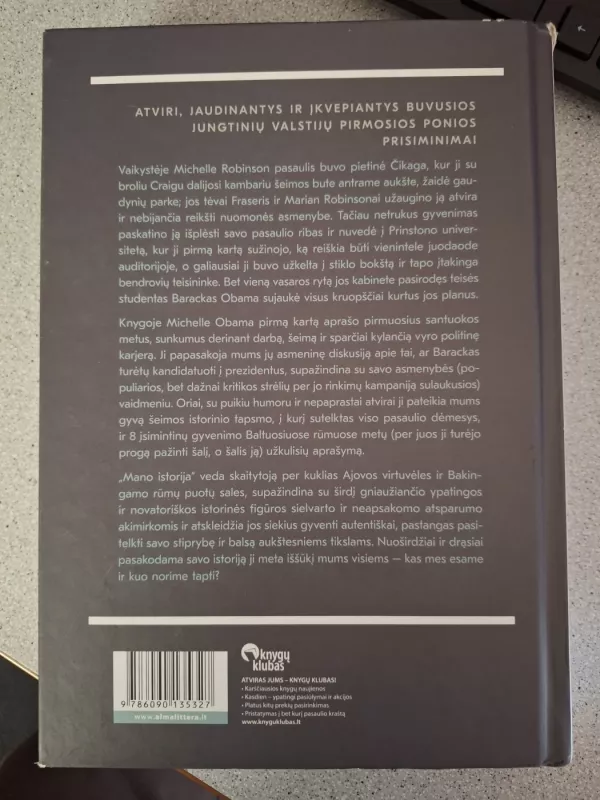 ATVIRI, JAUDINANTYS IR ĮKVEPIANTYS BUVUSIOS
JUNGTINIŲ VALSTIJŲ PIRMOSIOS PONIOS
PRISIMINIMAI
Vaikystėje Michelle Robinson pasaulis buvo pietinė Čikaga, kur ji su
broliu Craigu dalijosi kambariu šeimos bute antrame aukšte, žaidė gau-
dynių parke; jos tėvai Fraseris ir Marian Robinsonai užaugino ją atvira
ir nebijančia reikšti nuomonės asmenybe. Tačiau netrukus gyvenimas
paskatino ją išplėsti savo pasaulio ribas ir nuvedė į Prinstono univer-
sitetą, kur ji pirmą kartą sužinojo, ką reiškia būti vienintele juodaode
auditorijoje, o galiausiai ji buvo užkelta į stiklo bokštą ir tapo įtakinga
bendrovių teisininke. Bet vieną vasaros rytą jos kabinete pasirodęs teisės
studentas Barackas Obama sujaukė visus kruopščiai kurtus jos planus.
Knygoje Michelle Obama pirmą kartą aprašo pirmuosius santuokos
metus, sunkumus derinant darbą, šeimą ir sparčiai kylančią vyro politinę
karjerą. Ji papasakoja mums jų asmeninę diskusiją apie tai, ar Barackas
turėtų kandidatuoti į prezidentus, supažindina su savo asmenybės (po-
puliarios, bet dažnai kritikos strėlių per jo rinkimų kampaniją sulaukusios)
vaidmeniu. Oriai, su puikiu humoru ir nepaprastai atvirai ji pateikia mums
gyvą šeimos istorinio tapsmo, į kurį sutelktas viso pasaulio dėmesys,
ir 8 įsimintinų gyvenimo Baltuosiuose rūmuose metų (per juos ji turėjo
progą pažinti šalį, o šalis ją) užkulisių aprašymą.
„Mano istorija“ veda skaitytoją per kuklias Ajovos virtuvėles ir Bakin-
gamo rūmų puotų sales, supažindina su širdį gniaužiančio ypatingos
ir novatoriškos istorinės figūros sielvarto ir neapsakomo atsparumo
akimirkomis ir atskleidžia jos siekius gyventi autentiškai, pastangas pasi-
telkti savo stiprybę ir balsą aukštesniems tikslams. Nuoširdžiai ir drąsiai
pasakodama savo istoriją ji meta iššūkį mums visiems – kas mes esame
ir kuo norime tapti?
knygų
klubas
ATVIRAS JUMS – KNYGŲ KLUBAS!
• Karščiausios knygų naujienos
• Kasdien – ypatingi pasiūlymai ir akcijos
• Platus kitų prekių pasirinkimas
• Pristatymas į bet kurį pasaulio kraštą
www.knyguklubas.lt
9 786090 135327
www.almalittera.lt